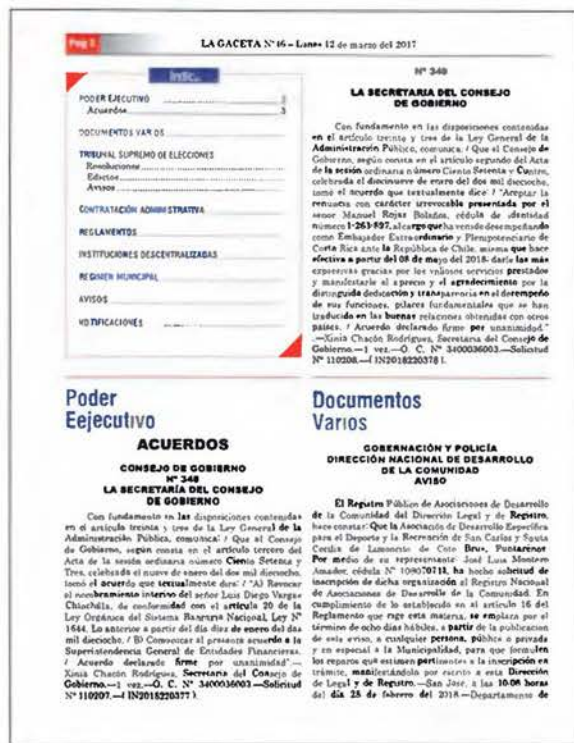 Pag 2
LA GACETA Nº 46 – Lunes 12 de marzo del 2017
Indic..
PODER EJECUTIVO
Acuerdos
DOCUMENTOS VARIOS
TRIBUNAL SUPREMO DE ELECCIONES
Resoluciones
Edictos
Avisos
CONTRATACIÓN ADMINISTRATIVA
REGLAMENTOS
INSTITUCIONES DESCENTRALIZADAS
REGIMEN MUNICIPAL
AVISOS
NOTIFICACIONES
Nº 349
LA SECRETARIA DEL CONSEJO
DE GOBIERNO
Con fundamento en las disposiciones contenidas
en el artículo treinta y tres de la Ley General de la
Administración Pública, comunica: / Que el Consejo de
Gobierno, según consta en el artículo segundo del Acta
de la sesión ordinaria número Ciento Setenta y Cuatro,
celebrada el diecinueve de enero del dos mil dieciocho,
tomó el acuerdo que textualmente dice: / "Aceptar la
renuncia con carácter irrevocable presentada por el
señor Manuel Rojas Bolaños, cédula de identidad
número 1-263-897, al cargo que ha venido desempeñando
como Embajador Extraordinario y Plenipotenciario de
Costa Rica ante la República de Chile, misma que hace
efectiva a partir del 08 de mayo del 2018- darle las más
expresivas gracias por los valiosos servicios prestados
y manifestarle al aprecio y el agradecimiento por la
distinguida dedicación y transparencia en el desempeño
de sus funciones, pilares fundamentales que se han
traducido en las buenas relaciones obtenidas con otros
países. / Acuerdo declarado firme por unanimidad."
.—Xinia Chacón Rodríguez, Secretaria del Consejo de
Gobierno.—1 vez.—O. C. Nº 3400036003.—Solicitud
Nº 110208.—( IN2018220378 ).
Poder
Eejecutivo
ACUERDOS
CONSEJO DE GOBIERNO
Nº 348
LA SECRETARÍA DEL CONSEJO
DE GOBIERNO
Con fundamento en las disposiciones contenidas
en el artículo treinta y tres de la Ley General de la
Administración Pública, comunica: / Que al Consejo
de Gobierno, según consta en el artículo tercero del
Acta de la sesión ordinaria número Ciento Setenta y
Tres, celebrada el nueve de enero del dos mil dieciocho,
tomó el acuerdo que textualmente dice: / "A) Revocar
el nombramiento interino del señor Luis Diego Vargas
Chinchilla, de conformidad con el artículo 20 de la
Ley Orgánica del Sistema Bancario Nacional, Ley Nº
1644. Lo anterior a partir del día diez de enero del dos
mil dieciocho. / B) Comunicar al presente acuerdo a la
Superintendencia General de Entidades Financieras.
/ Acuerdo declarado firme por unanimidad".—
Xinia Chacón Rodríguez, Secretaria del Consejo de
Gobierno.—1 vez.—O. C. Nº 3400036003—Solicitud
Nº 110207.—( IN2018220377 ).
Documentos
Varios
GOBERNACIÓN Y POLICÍA
DIRECCIÓN NACIONAL DE DESARROLLO
DE LA COMUNIDAD
AVISO
El Registro Público de Asociaciones de Desarrollo
de la Comunidad del Dirección Legal y de Registro,
hace constar: Que la Asociación de Desarrollo Específica
para el Deporte y la Recreación de San Carlos y Santa
Cecilia de Limoncito de Coto Brus, Puntarenas
Por medio de su representante: José Luis Montero
Amador, cédula Nº 109070713, ha hecho solicitud de
inscripción de dicha organización al Registro Nacional
de Asociaciones de Desarrollo de la Comunidad. En
cumplimiento de lo establecido en al artículo 16 del
Reglamento que rige esta materia, se emplaza por el
término de ocho días hábiles, a partir de la publicación
de este aviso, a cualquier persona, pública o privada
y en especial a la Municipalidad, para que formulen
los reparos que estimen pertinentes a la inscripción en
trámite, manifestándolo por escrito a esta Dirección
de Legal y de Registro.—San José, a las 10:08 horas
del día 28 de febrero del 2018.—Departamento de